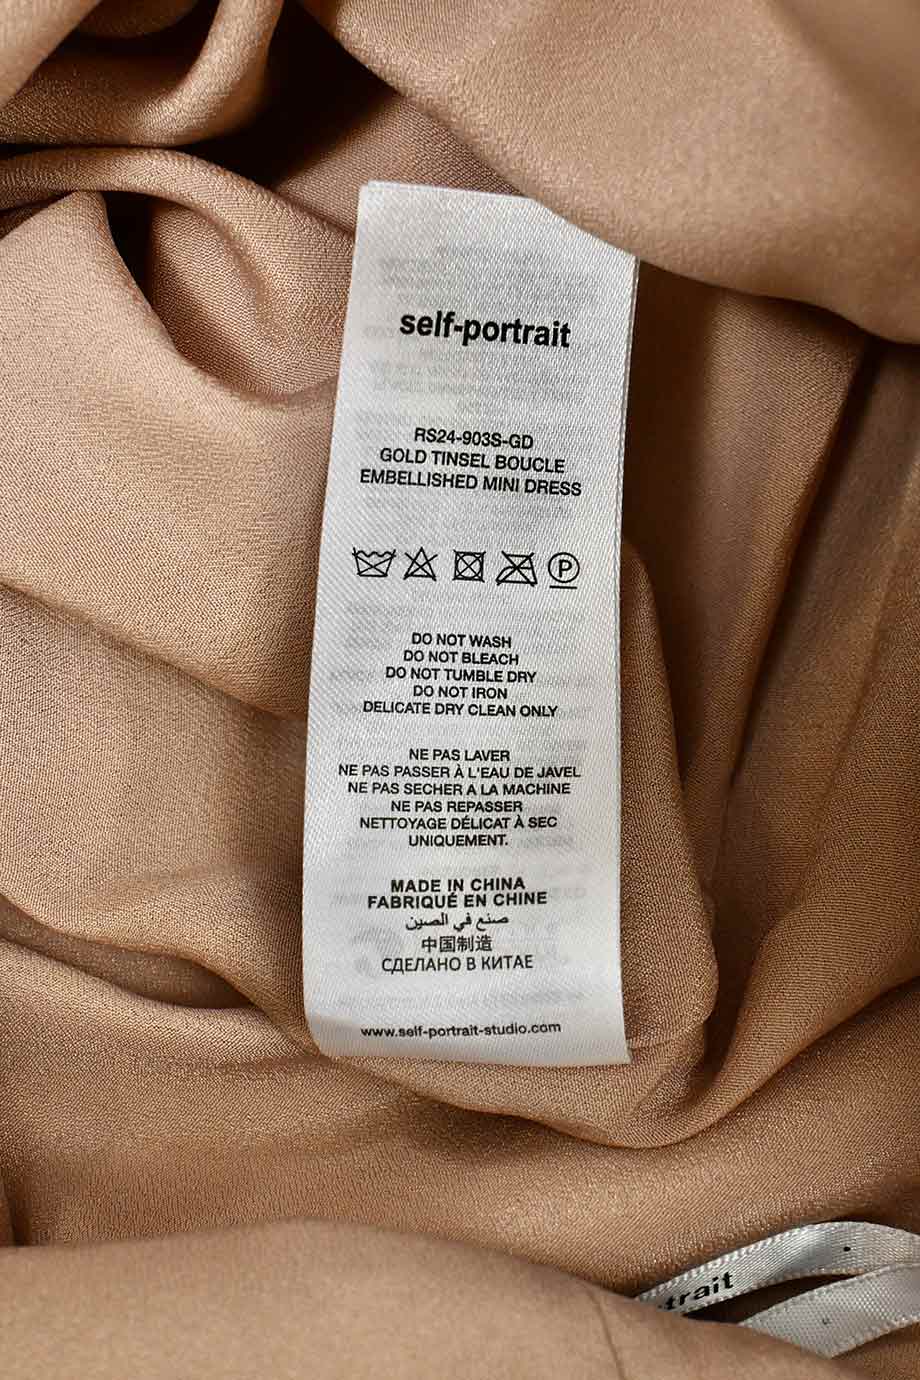 self-portrait
RS24-903S-GD
GOLD TINSEL BOUCLE
EMBELLISHED MINI DRESS
P
DO NOT WASH
DO NOT BLEACH
DO NOT TUMBLE DRY
DO NOT IRON
DELICATE DRY CLEAN ONLY
NE PAS LAVER
NE PAS PASSER À L'EAU DE JAVEL
NE PAS SECHER A LA MACHINE
NE PAS REPASSER
NETTOYAGE DÉLICAT À SEC
UNIQUEMENT.
MADE IN CHINA
FABRIQUÉ EN CHINE
صنع في الصين
中国制造
СДЕЛАНО В КИТАЕ
www.self-portrait-studio.com
trait